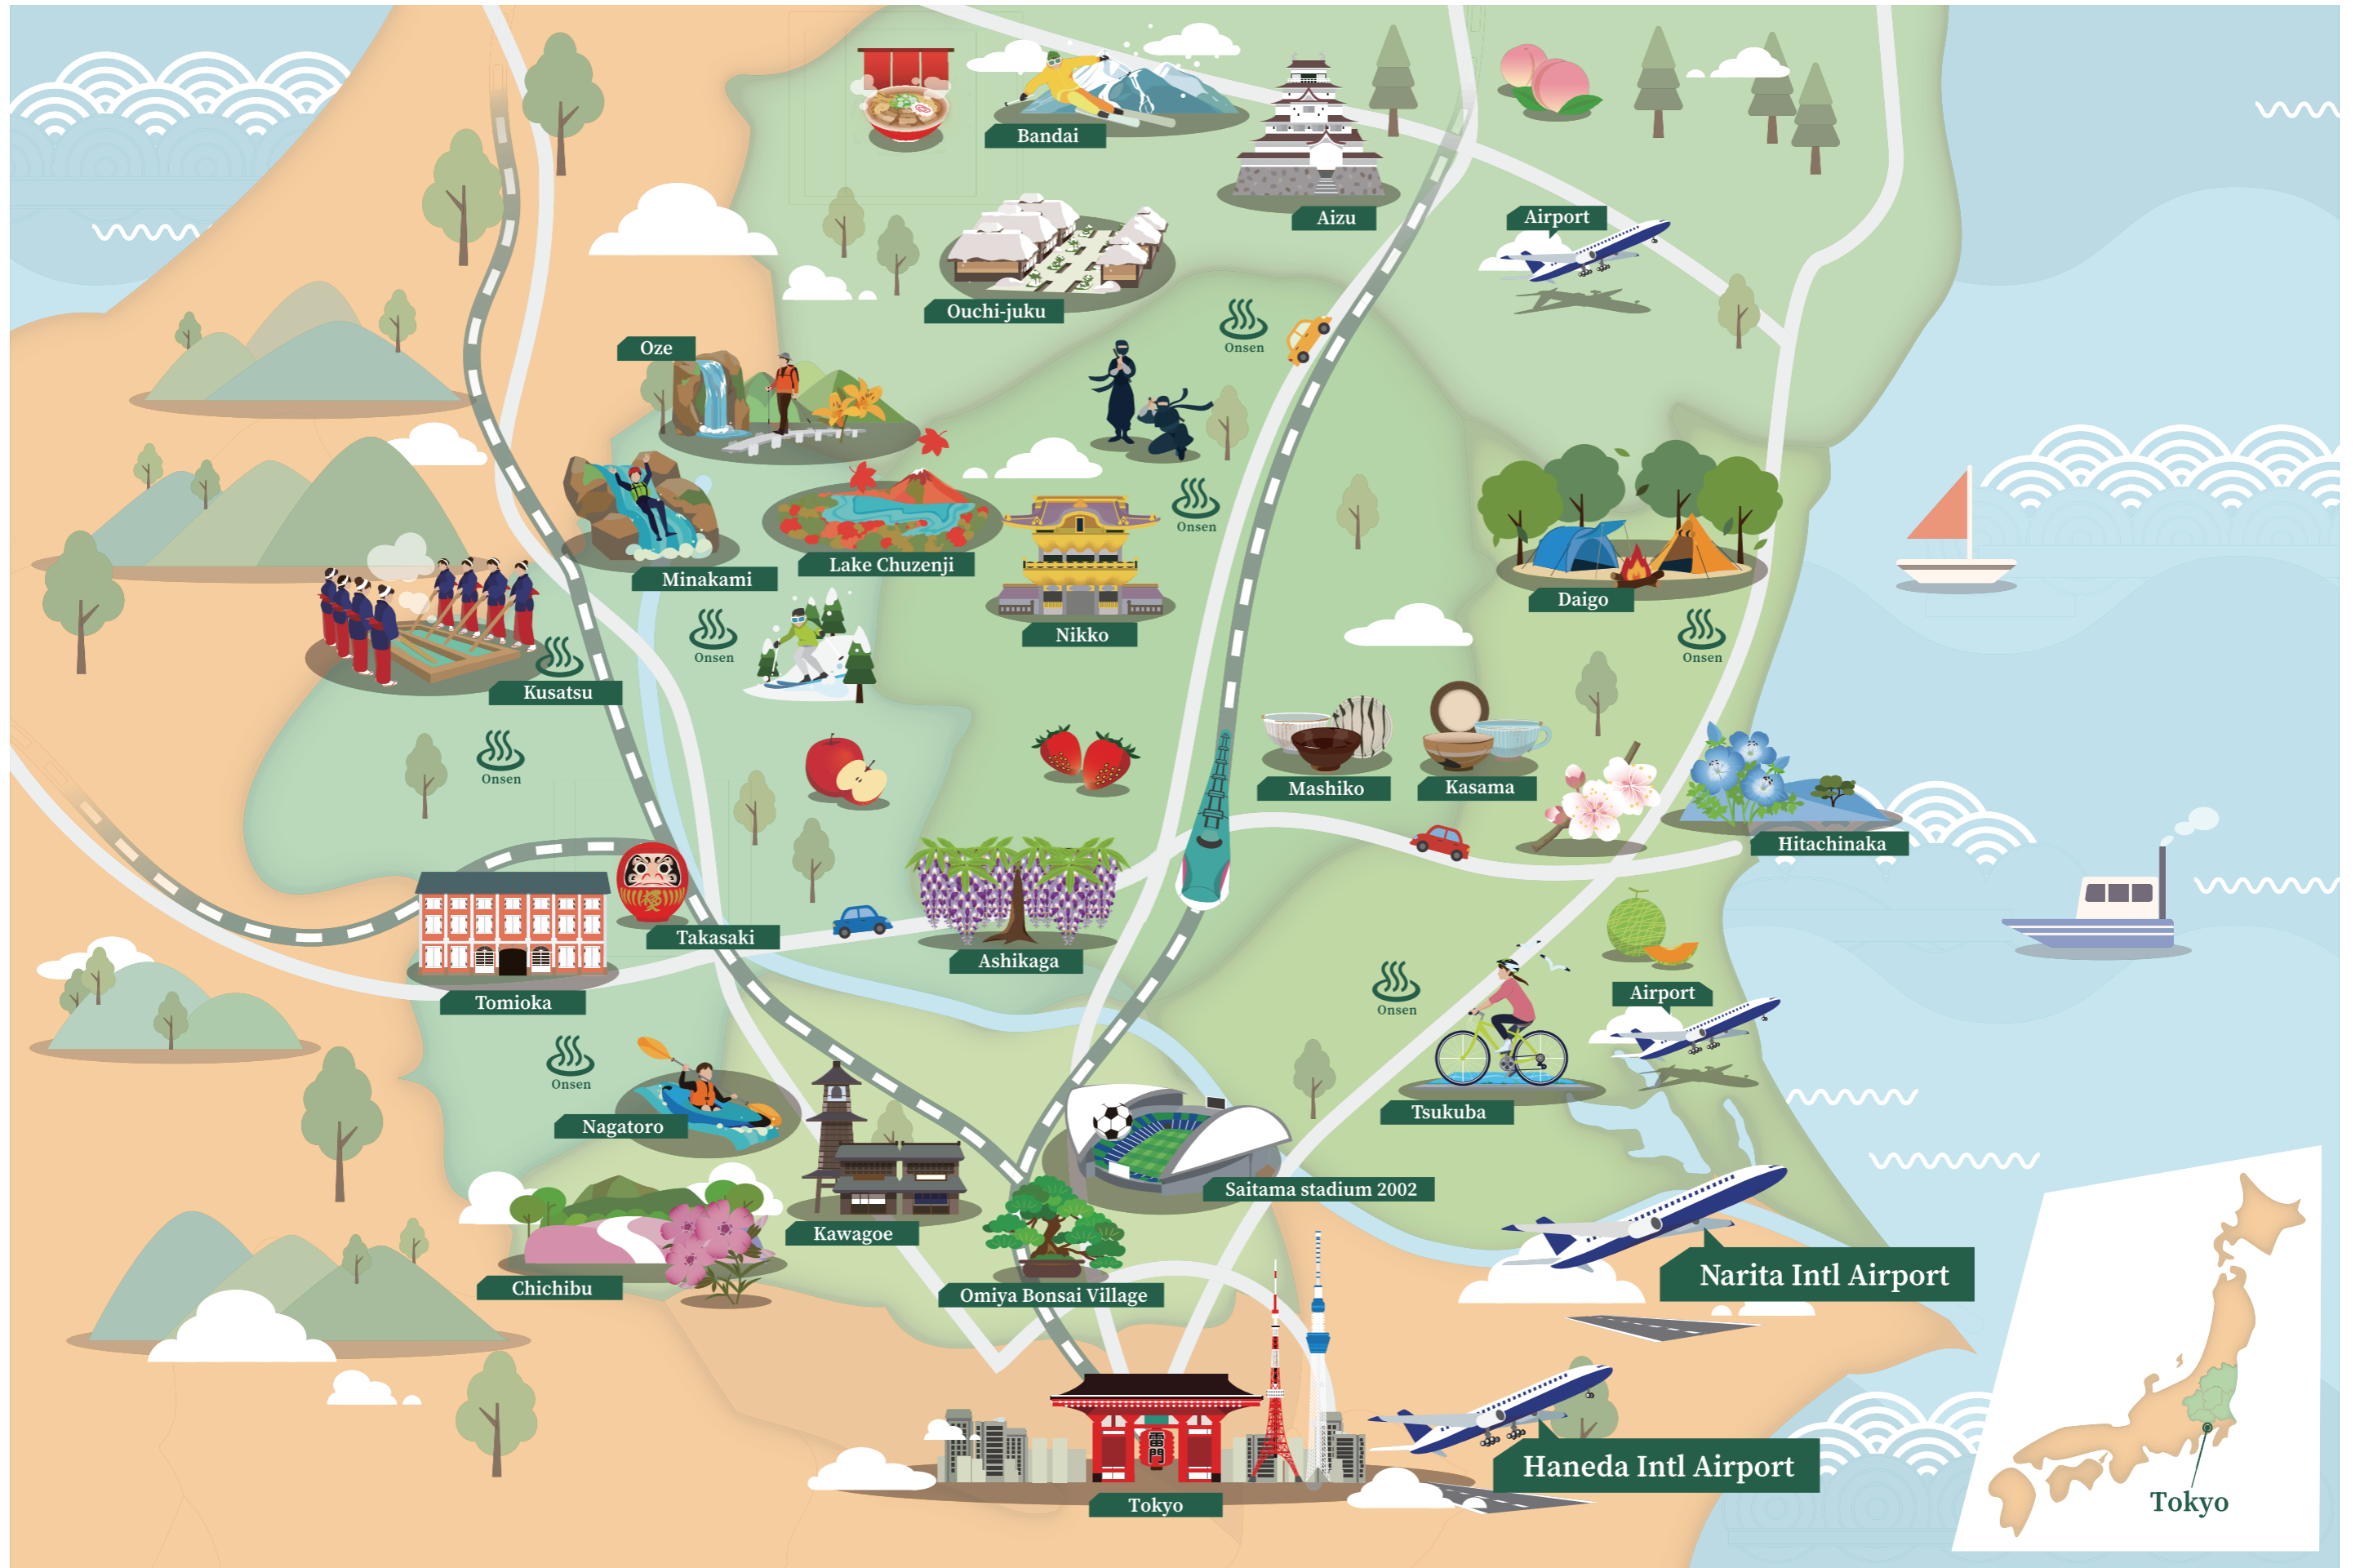 Bandai
Aizu
Airport
Ouchi-juku
Onsen
Oze
Onsen
Minakami
Lake Chuzenji
Nikko
Daigo
Onsen
Onsen
Kusatsu
Onsen
Mashiko
Kasama
Hitachinaka
Takasaki
Ashikaga
Tomioka
Onsen
Airport
Onsen
Nagatoro
Tsukuba
Saitama stadium 2002
Kawagoe
Chichibu
Omiya Bonsai Village
Narita Intl Airport
雷門
Haneda Intl Airport
Tokyo
Tokyo